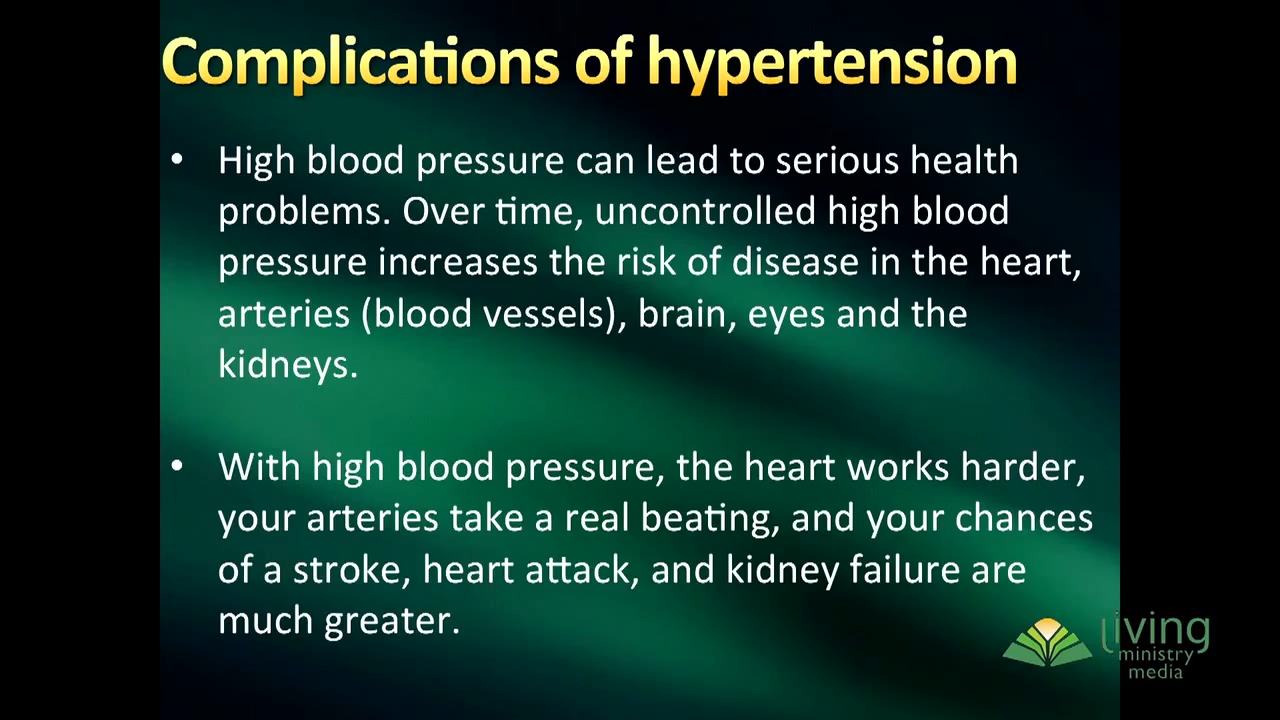 Complications of hypertension
• High blood pressure can lead to serious health
problems. Over time, uncontrolled high blood
pressure increases the risk of disease in the heart,
arteries (blood vessels), brain, eyes and the
kidneys.
• With high blood pressure, the heart works harder,
your arteries take a real beating, and your chances
of a stroke, heart attack, and kidney failure are
much greater.
living
ministry
media